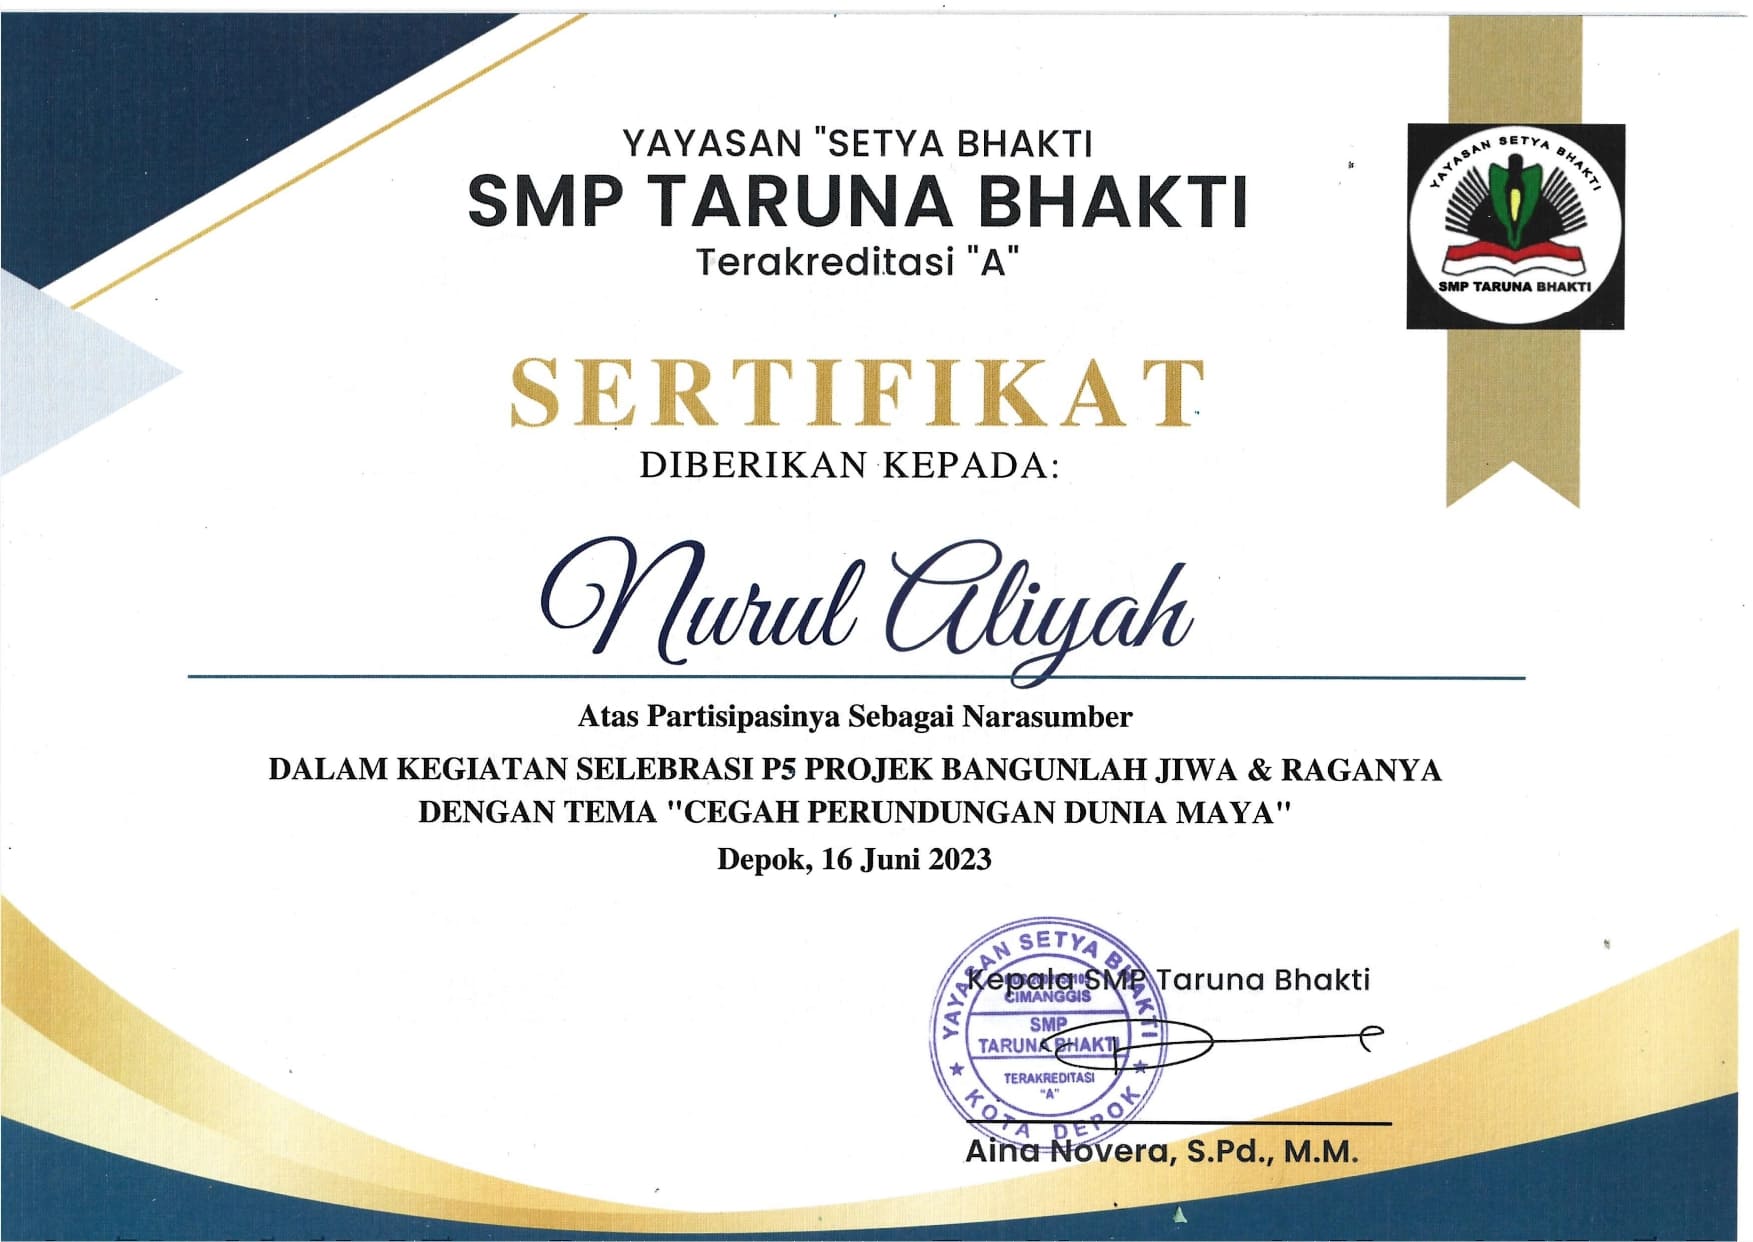 YAYASAN "SETYA BHAKTI
SMP TARUNA BHAKTI
Terakreditasi "A"
YAYASAN SETYA BHAKTI
SMP TARUNA BHAKTI
SERTIFIKAT
DIBERIKAN KEPADA:
Nurul Aliyah
Atas Partisipasinya Sebagai Narasumber
DALAM KEGIATAN SELEBRASI P5 PROJEK BANGUNLAH JIWA & RAGANYA
DENGAN TEMA "CEGAH PERUNDUNGAN DUNIA MAYA"
Depok, 16 Juni 2023
Kepala SMP Taruna Bhakti
YAYASAN SETYA BHAKTI
CIMANGGIS
SMP
TARUNA BHAKTI
TERAKREDITASI
"A"
KOTA DEPOK
Aina Novera, S.Pd., M.M.